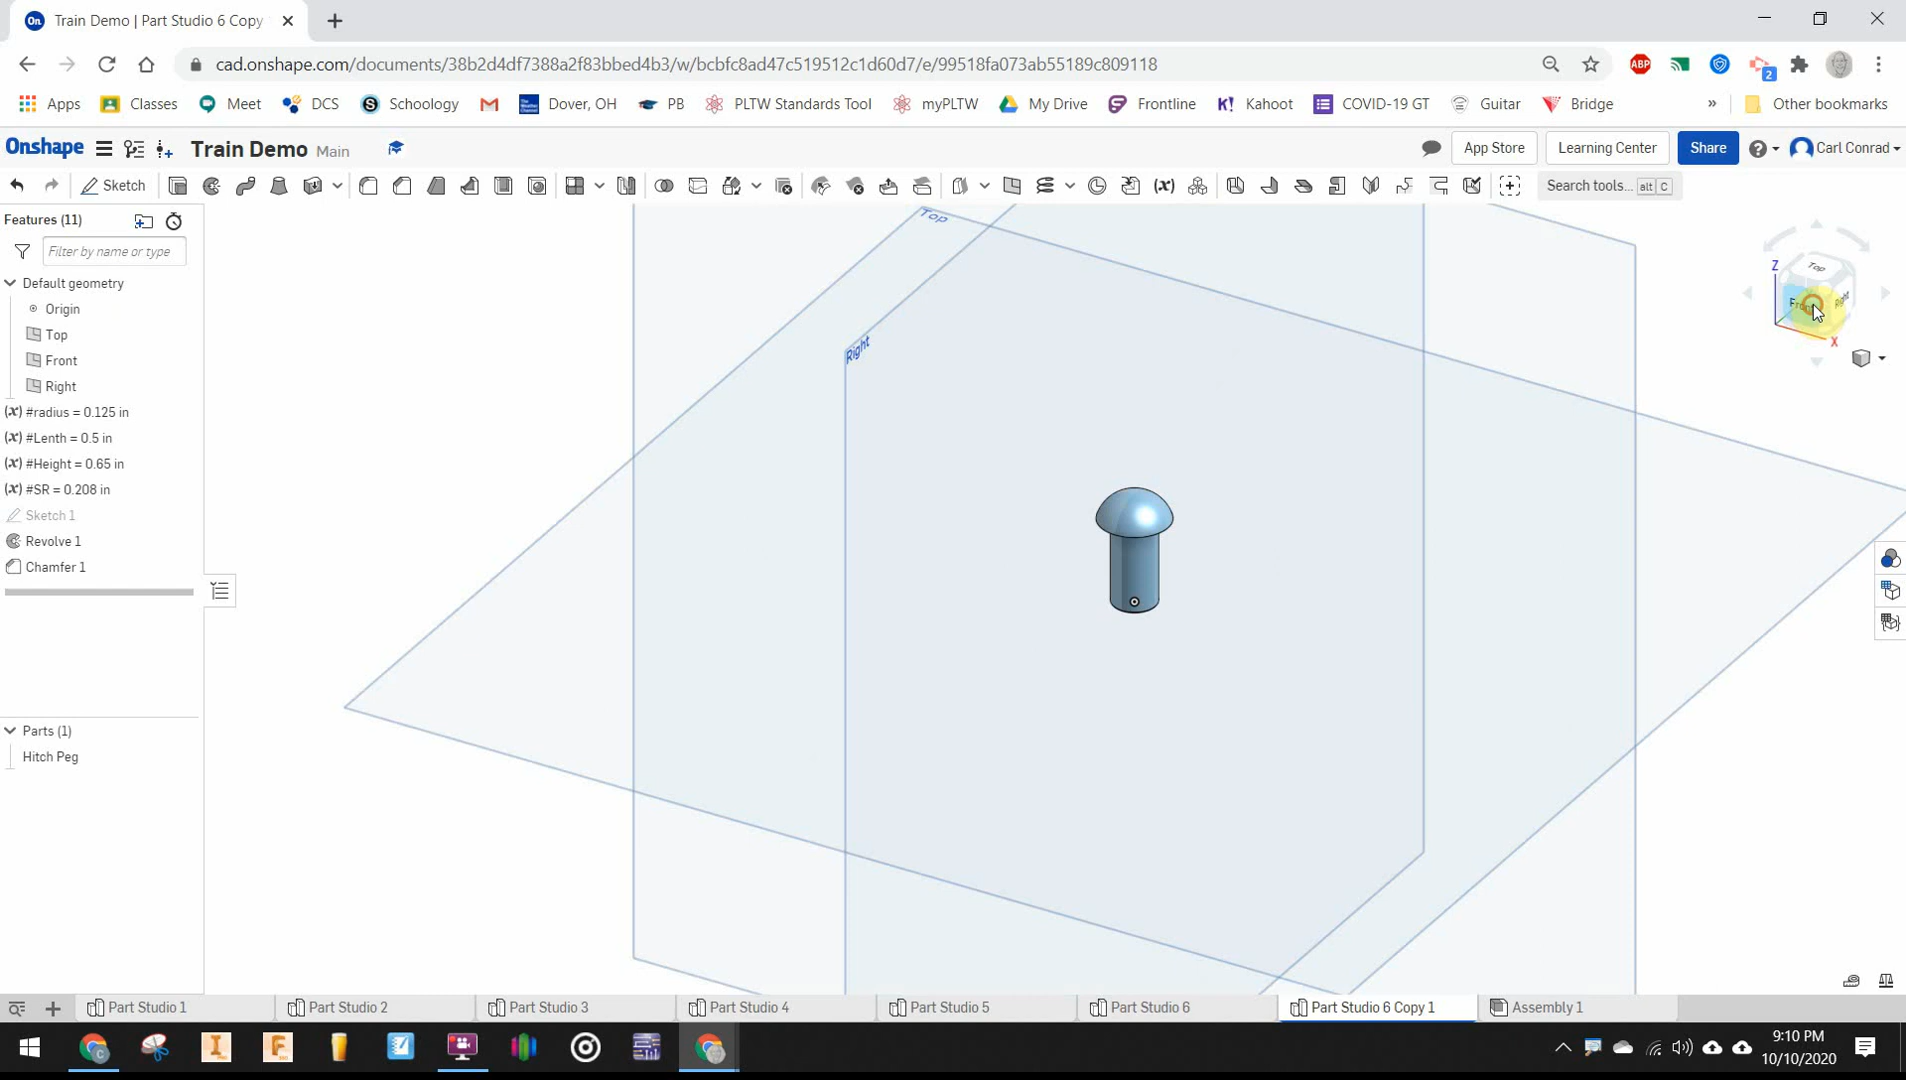 Train Demo | Part Studio 6 Copy
cad.onshape.com/documents/38b2d4df7388a2f83bbed4b3/w/bcbfc8ad47c519512c1d60d7/e/99518fa073ab55189c809118
ABP
2
Apps Classes Meet DCS Schoology Dover, OH PB PLTW Standards Tool myPLTW My Drive Frontline Kahoot COVID-19 GT Guitar Bridge » Other bookmarks
Onshape Train Demo Main App Store Learning Center Share Carl Conrad
Sketch Search tools... alt C
Features (11)
Filter by name or type
Default geometry
Origin
Top
Front
Right
(x) #radius = 0.125 in
(x) #Lenth = 0.5 in
(x) #Height = 0.65 in
(x) #SR = 0.208 in
Sketch 1
Revolve 1
Chamfer 1
Parts (1)
Hitch Peg
Top
Right
Z
Top
Right
X
Part Studio 1 Part Studio 2 Part Studio 3 Part Studio 4 Part Studio 5 Part Studio 6 Part Studio 6 Copy 1 Assembly 1
9:10 PM
10/10/2020